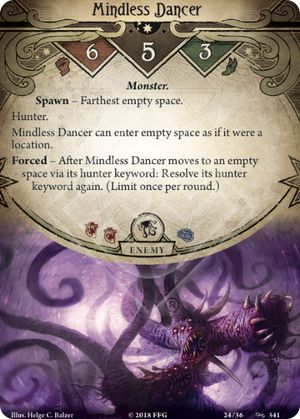 Mindless Dancer
6 5 3
Monster.
Spawn – Farthest empty space.
Hunter.
Mindless Dancer can enter empty space as if it were a
location.
Forced – After Mindless Dancer moves to an empty
space via its hunter keyword: Resolve its hunter
keyword again. (Limit once per round.)
ENEMY
Illus. Helge C. Balzer © 2018 FFG 24/36 341